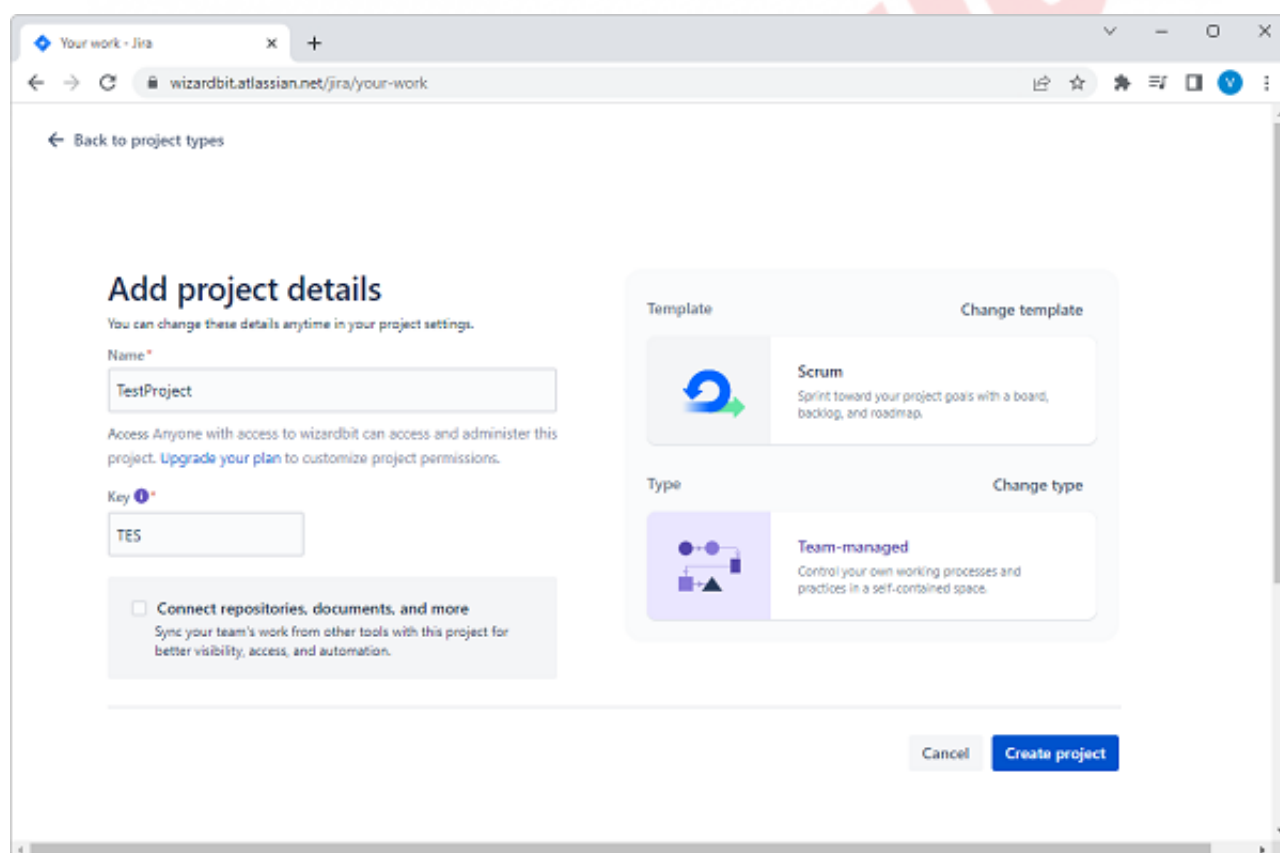 Your work - Jira
wizardbit.atlassian.net/jira/your-work
V
Back to project types
Add project details
You can change these details anytime in your project settings.
Name *
TestProject
Access Anyone with access to wizardbit can access and administer this
project. Upgrade your plan to customize project permissions.
Key i *
TES
Connect repositories, documents, and more
Sync your team's work from other tools with this project for
better visibility, access, and automation.
Template
Change template
Scrum
Sprint toward your project goals with a board,
backlog, and roadmap.
Type
Change type
Team-managed
Control your own working processes and
practices in a self-contained space.
Cancel
Create project